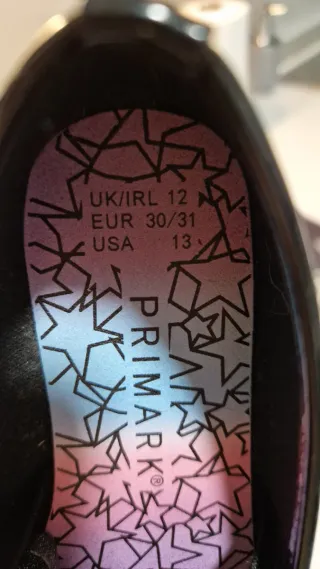 UK/IRL 12
EUR 30/31
USA 13
PRIMARK®